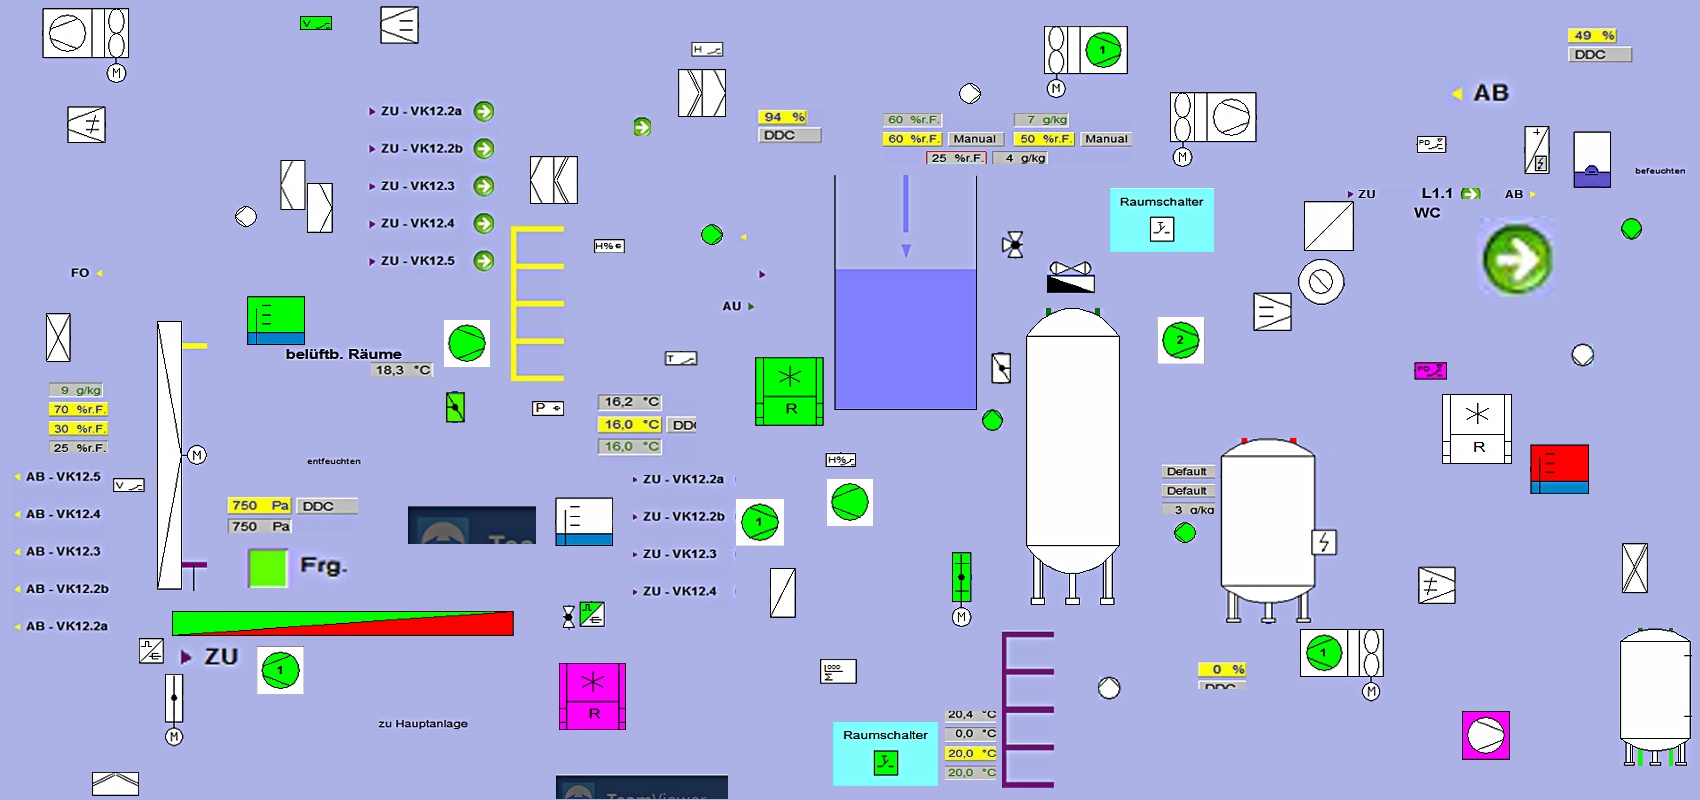 V
M
H
1
M
49 %
DDC
AB
ZU - VK12.2a
ZU - VK12.2b
ZU - VK12.3
ZU - VK12.4
ZU - VK12.5
94 %
DDC
60 %r.F.
60 %r.F. Manual
7 g/kg
50 %r.F. Manual
25 %r.F. 4 g/kg
M
PD
befeuchten
Raumschalter
ZU L1.1 AB
WC
H%
FO
AU
belüftb. Räume
18,3 °C
T
2
PD
9 g/kg
70 %r.F.
30 %r.F.
25 %r.F.
P
16,2 °C
16,0 °C
16,0 °C
R
R
M
entfeuchten
H%
AB - VK12.5
AB - VK12.4
AB - VK12.3
AB - VK12.2b
AB - VK12.2a
V
750 Pa DDC
750 Pa
Frg.
ZU - VK12.2a
ZU - VK12.2b
ZU - VK12.3
ZU - VK12.4
1
Default
Default
3 g/kg
M
ZU
1
M
zu Hauptanlage
R
Raumschalter
20,4 °C
0,0 °C
20,0 °C
20,0 °C
0 %
DDC
1
M
TeamViewer